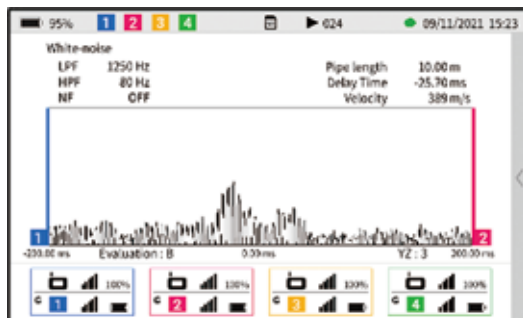 95% 1 2 3 4 024 09/11/2021 15:23
White-noise
LPF 1250 Hz Pipe length 10.00 m
HPF 80 Hz Delay Time -25.70 ms
NF OFF Velocity 389 m/s
1 2
-200.00 ms Evaluation : B 0.00 ms YZ : 3 200.00 ms
100% 100% 100% 100%
G 1 G 2 G 3 G 4